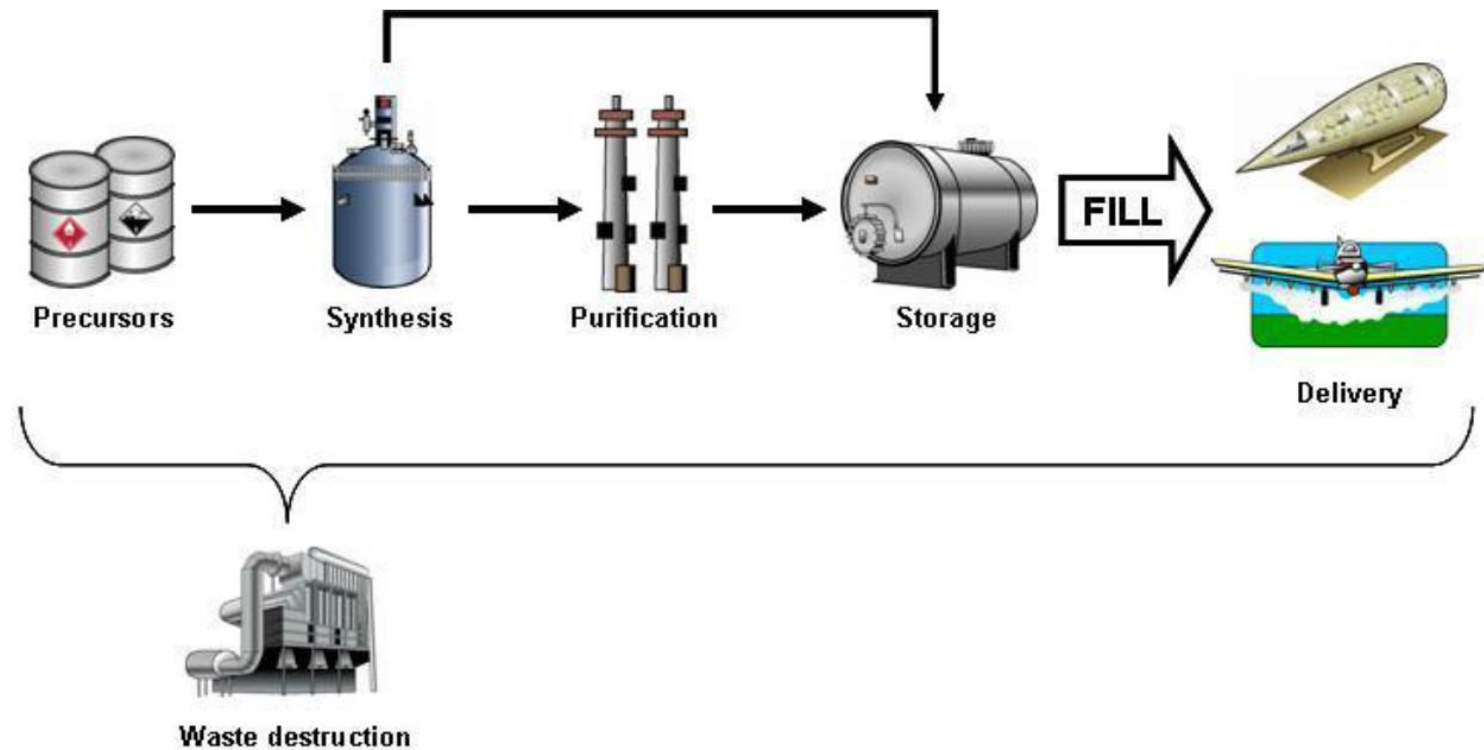 FILL
Precursors
Synthesis
Purification
Storage
Delivery
Waste destruction